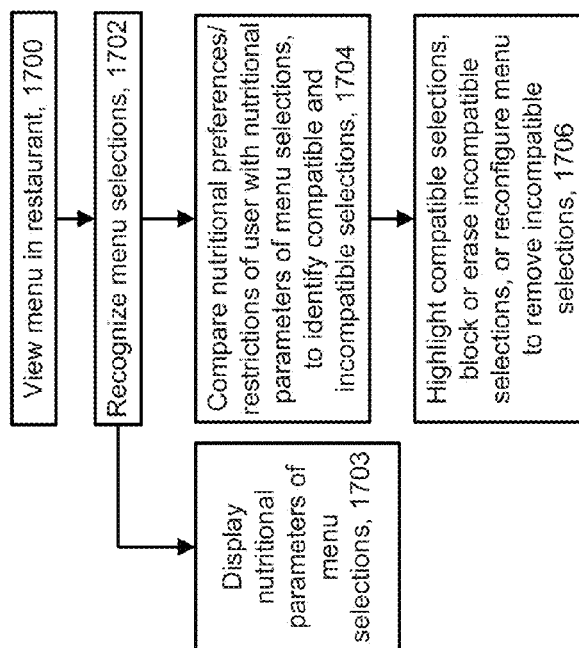 View menu in restaurant, 1700
Recognize menu selections, 1702
Display
nutritional
parameters of
menu
selections, 1703
Compare nutritional preferences/
restrictions of user with nutritional
parameters of menu selections,
to identify compatible and
incompatible selections, 1704
Highlight compatible selections,
block or erase incompatible
selections, or reconfigure menu
to remove incompatible
selections, 1706